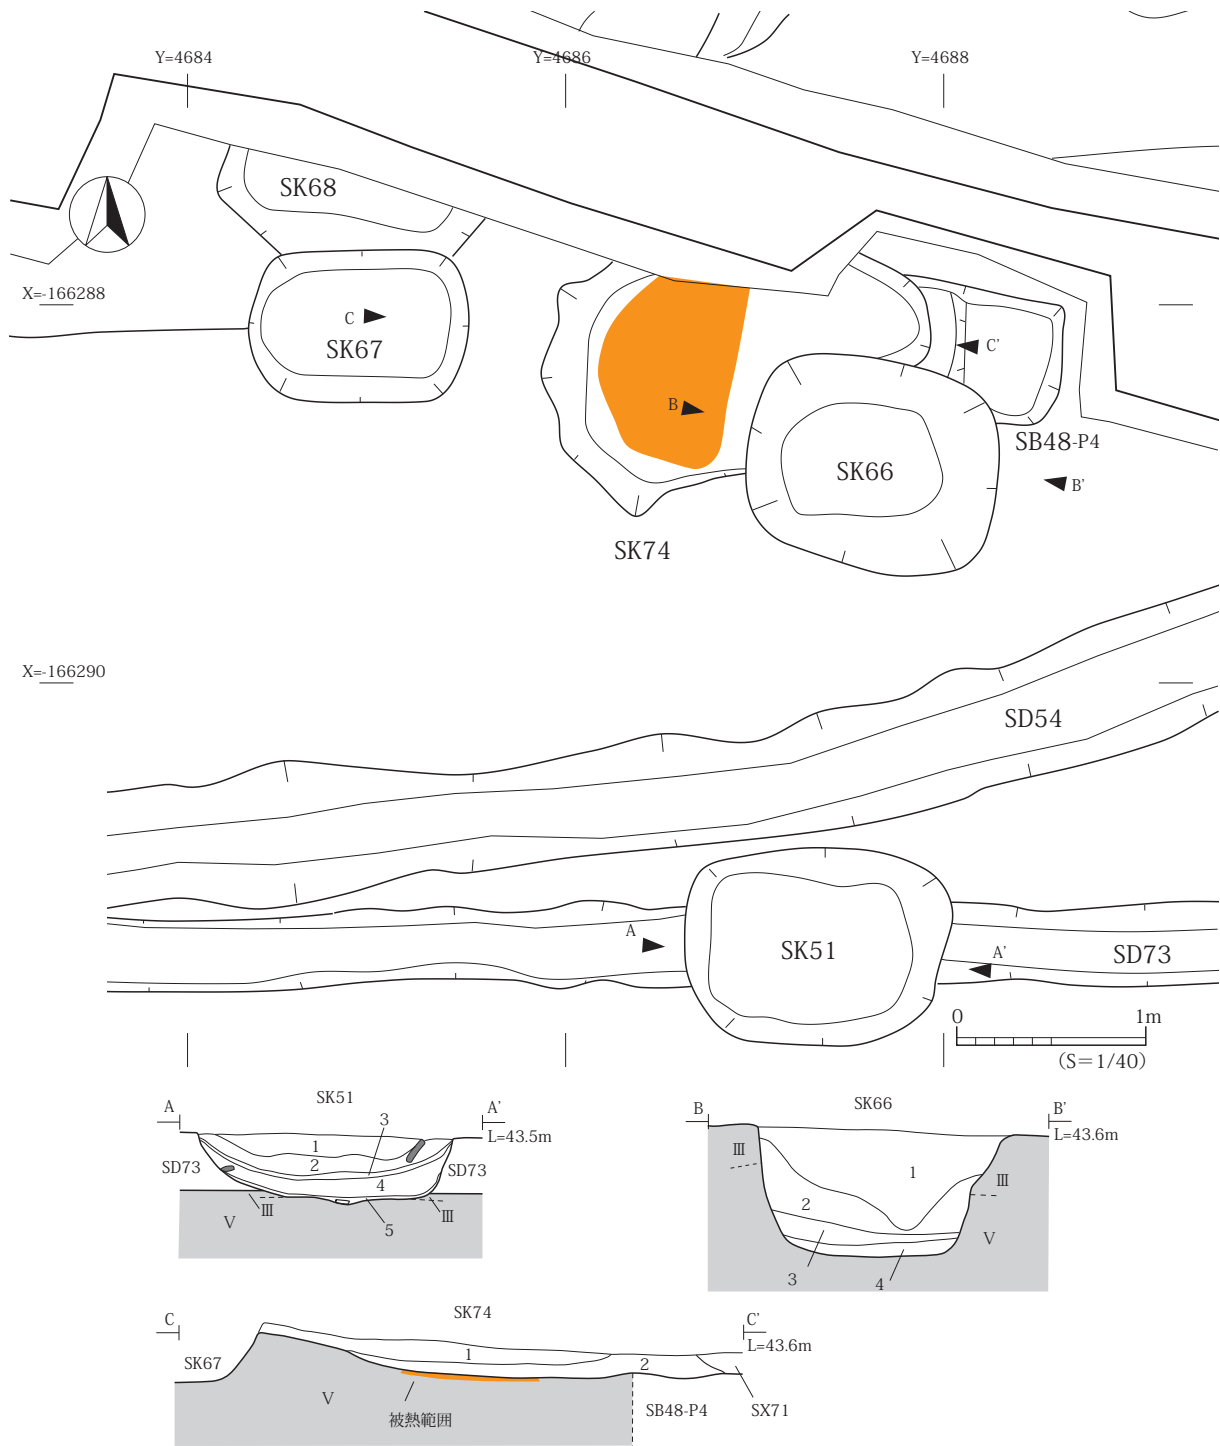 Y=4684
Y=4686
Y=4688
SK68
X=-166288
C
SK67
C'
B
SB48-P4
SK66
B'
SK74
X=-166290
SD54
A
SK51
A'
SD73
0 1m
(S=1/40)
SK51
A
A'
3
L=43.5m
1
2
SD73
SD73
4
III
III
V
5
SK66
B
B'
L=43.6m
III
1
III
2
V
3
4
SK74
C
C'
L=43.6m
1
2
SK67
V
SB48-P4
SX71
被熱範囲